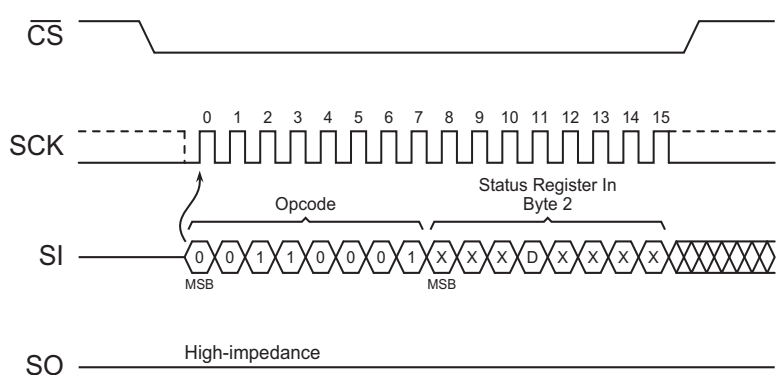 CS
SCK
0 1 2 3 4 5 6 7 8 9 10 11 12 13 14 15
Opcode
Status Register In
Byte 2
SI
0 0 1 1 0 0 0 1 X X X D X X X X X
MSB MSB
SO
High-impedance